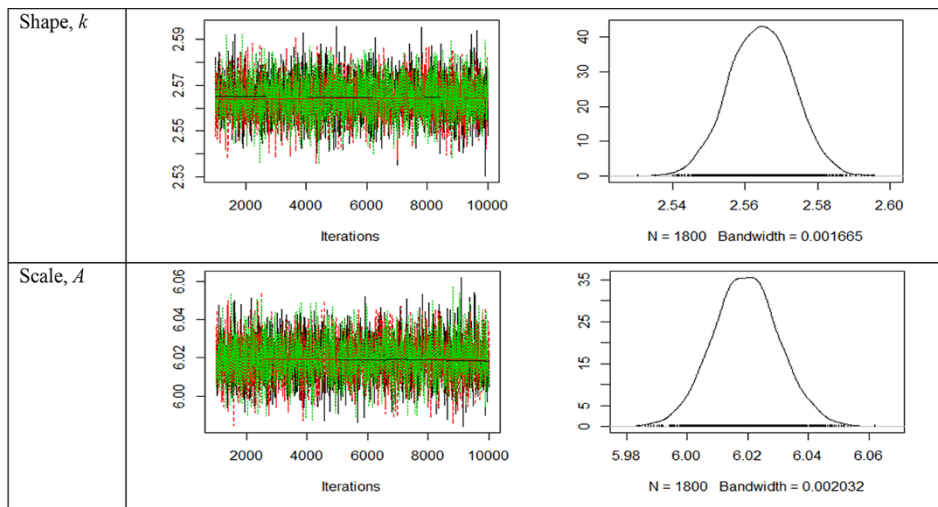 Shape, k
2.53 2.55 2.57 2.59
2000 4000 6000 8000 10000
Iterations
0 10 20 30 40
2.54 2.56 2.58 2.60
N = 1800 Bandwidth = 0.001665
Scale, A
6.00 6.02 6.04 6.06
2000 4000 6000 8000 10000
Iterations
0 5 15 25 35
5.98 6.00 6.02 6.04 6.06
N = 1800 Bandwidth = 0.002032